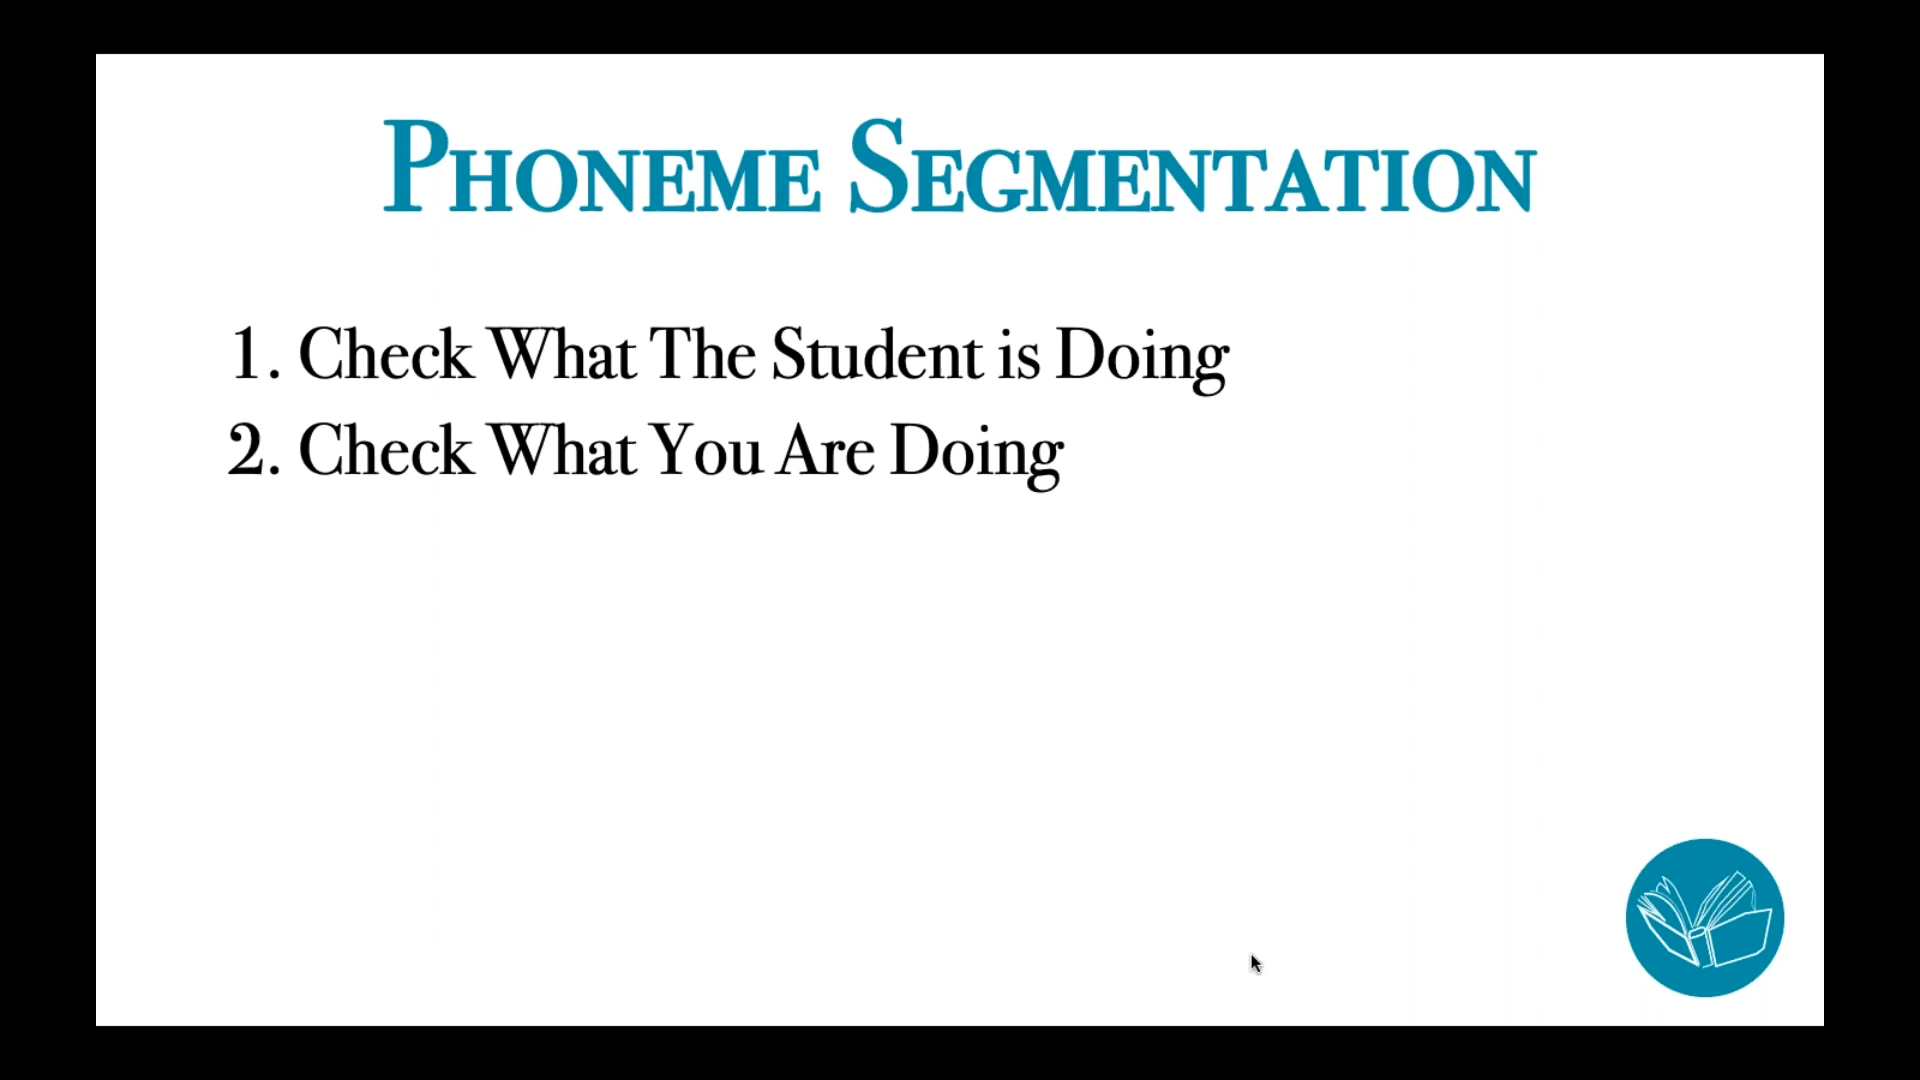 Phoneme Segmentation
1. Check What The Student is Doing
2. Check What You Are Doing